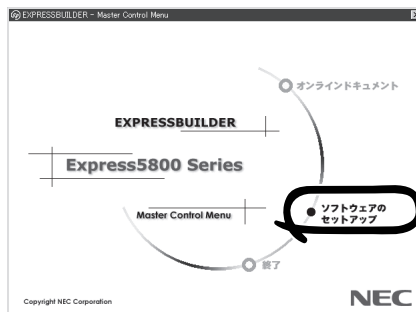 EXPRESSBUILDER - Master Control Menu
オンラインドキュメント
EXPRESSBUILDER
Express5800 Series
ソフトウェアの
セットアップ
Master Control Menu
終了
Copyright NEC Corporation
NEC